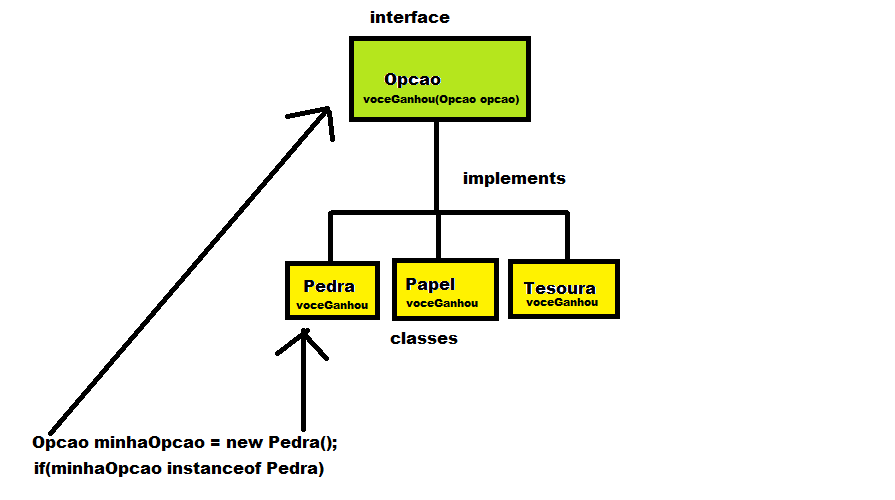 interface
Opcao
voceGanhou(Opcao opcao)
implements
Pedra
voceGanhou
Papel
voceGanhou
Tesoura
voceGanhou
classes
Opcao minhaOpcao = new Pedra();
if(minhaOpcao instanceof Pedra)